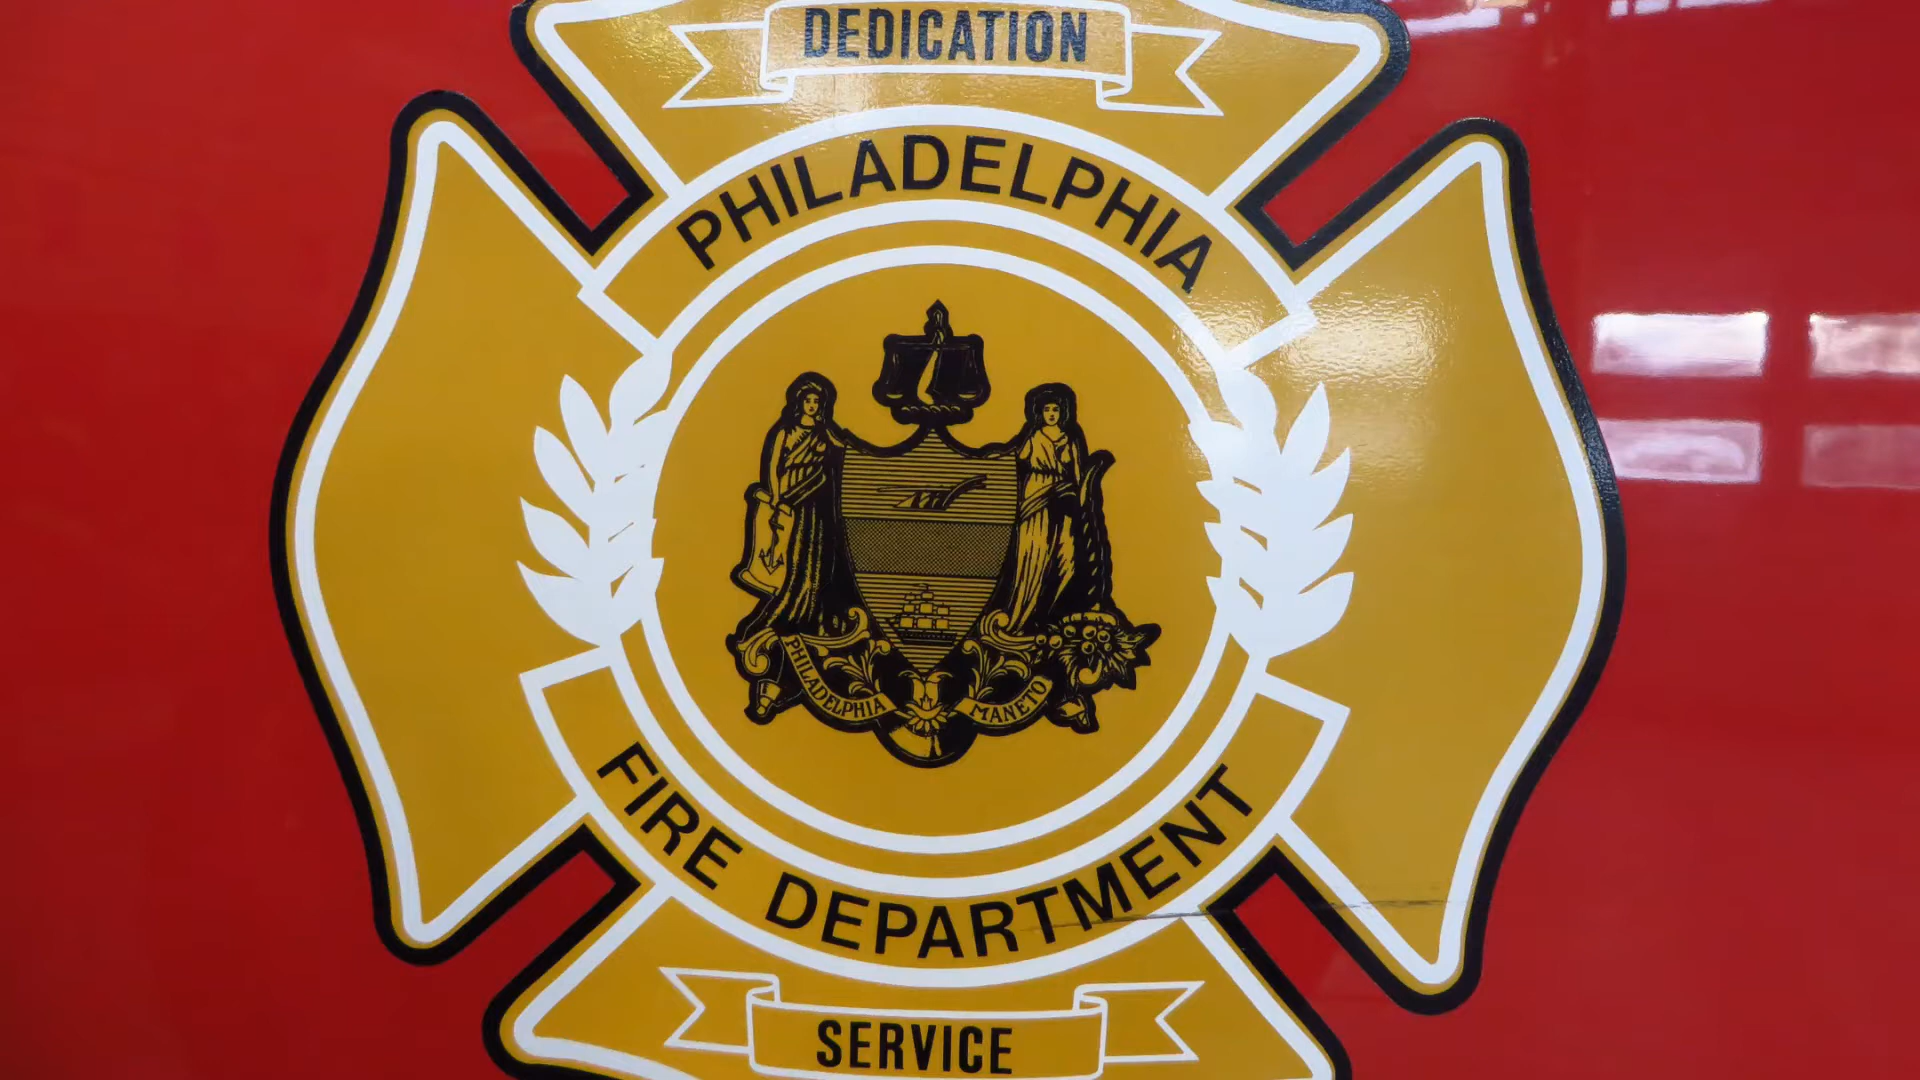 DEDICATION
PHILADELPHIA
PHILADELPHIA MANETO
FIRE DEPARTMENT
SERVICE